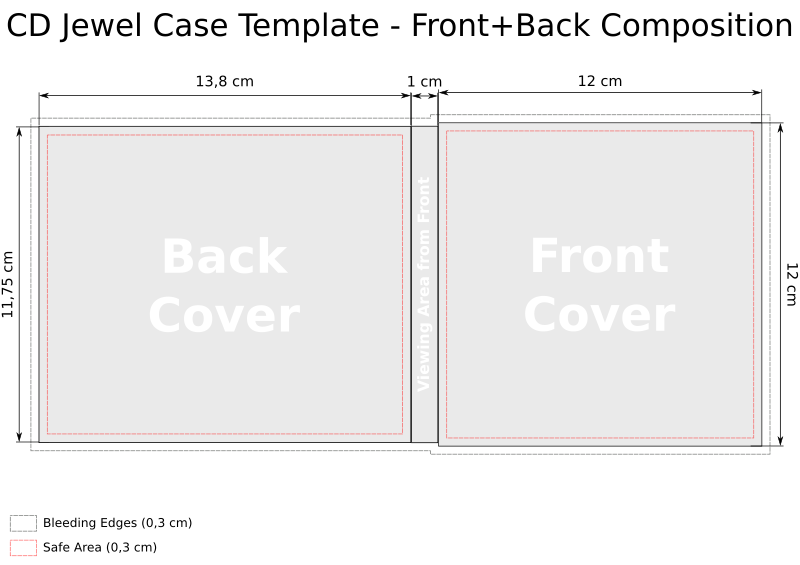 CD Jewel Case Template - Front+Back Composition
13,8 cm
1 cm
12 cm
11,75 cm
Back
Cover
Viewing Area from Front
Front
Cover
12 cm
Bleeding Edges (0,3 cm)
Safe Area (0,3 cm)